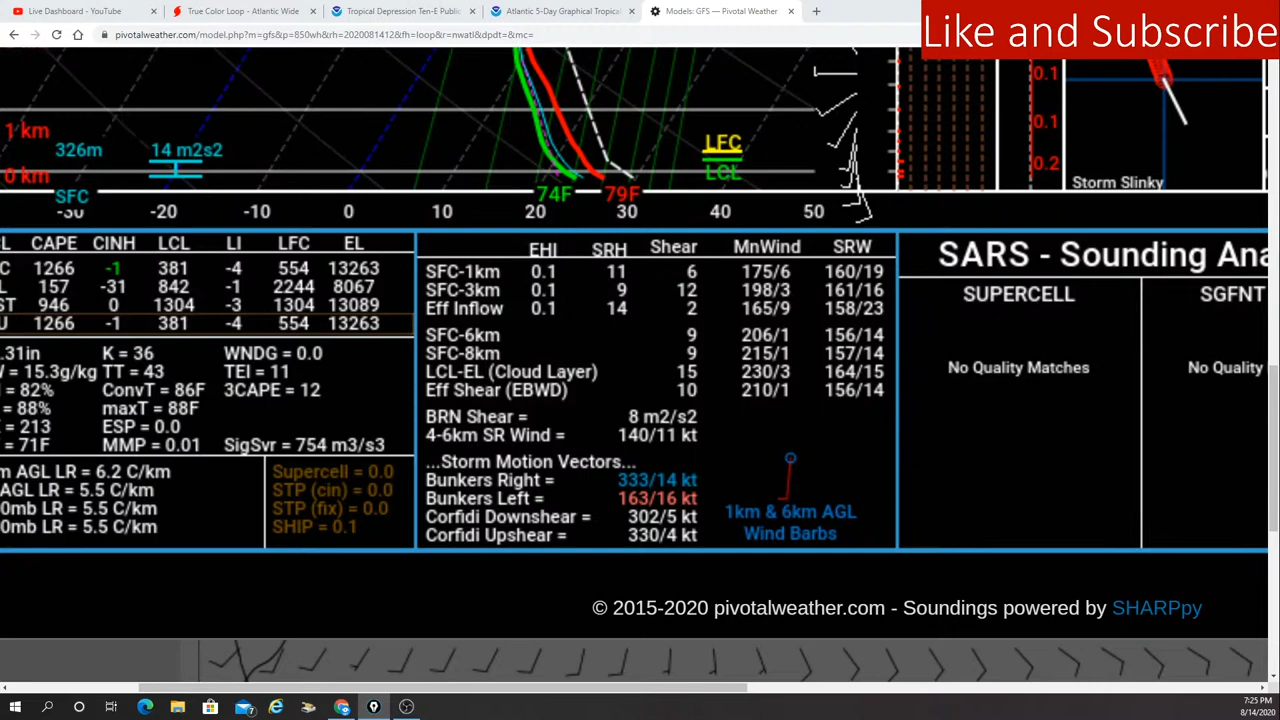 Live Dashboard - YouTube
True Color Loop - Atlantic Wide
Tropical Depression Ten-E Public
Atlantic 5-Day Graphical Tropical
Models: GFS — Pivotal Weather
pivotalweather.com/model.php?m=gfs&p=850wh&rh=2020081412&fh=loop&r=nwatl&dpdt=&mc=
Like and Subscribe
0.1
0.1
0.2
Storm Slinky
1 km
326m
14 m2s2
LFC
LCL
0 km
SFC
74F
79F
-30 -20 -10 0 10 20 30 40 50
CL CAPE CINH LCL LI LFC EL
C 1266 -1 381 -4 554 13263
L 157 -31 842 -1 2244 8067
ST 946 0 1304 -3 1304 13089
U 1266 -1 381 -4 554 13263
.31in K = 36 WNDG = 0.0
W = 15.3g/kg TT = 43 TEI = 11
= 82% ConvT = 86F 3CAPE = 12
= 88% maxT = 88F
= 213 ESP = 0.0
= 71F MMP = 0.01 SigSvr = 754 m3/s3
m AGL LR = 6.2 C/km
AGL LR = 5.5 C/km
0mb LR = 5.5 C/km
0mb LR = 5.5 C/km
Supercell = 0.0
STP (cin) = 0.0
STP (fix) = 0.0
SHIP = 0.1
EHI SRH Shear MnWind SRW
SFC-1km 0.1 11 6 175/6 160/19
SFC-3km 0.1 9 12 198/3 161/16
Eff Inflow 0.1 14 2 165/9 158/23
SFC-6km 9 206/1 156/14
SFC-8km 9 215/1 157/14
LCL-EL (Cloud Layer) 15 230/3 164/15
Eff Shear (EBWD) 10 210/1 156/14
BRN Shear = 8 m2/s2
4-6km SR Wind = 140/11 kt
...Storm Motion Vectors...
Bunkers Right = 333/14 kt
Bunkers Left = 163/16 kt
Corfidi Downshear = 302/5 kt
Corfidi Upshear = 330/4 kt
1km & 6km AGL
Wind Barbs
SARS - Sounding Ana
SUPERCELL SGFNT
No Quality Matches No Quality
© 2015-2020 pivotalweather.com - Soundings powered by SHARPpy
7:25 PM
8/14/2020